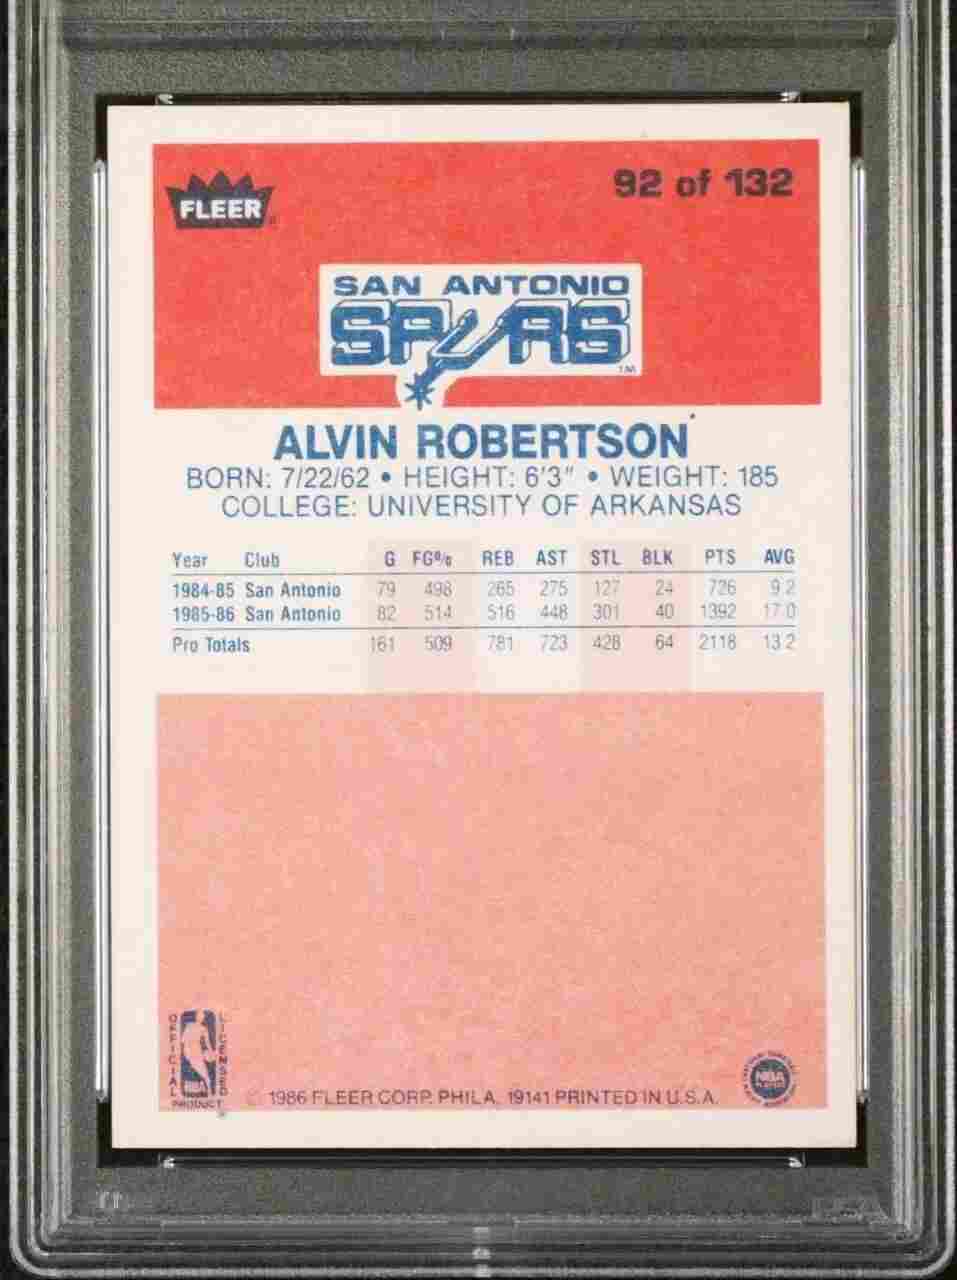 FLEER
92 of 132
SAN ANTONIO
SPURS
TM
ALVIN ROBERTSON
BORN: 7/22/62 • HEIGHT: 6'3" • WEIGHT: 185
COLLEGE: UNIVERSITY OF ARKANSAS
Year Club G FG% REB AST STL BLK PTS AVG
1984-85 San Antonio 79 498 265 275 127 24 726 9.2
1985-86 San Antonio 82 514 516 448 301 40 1392 17.0
Pro Totals 161 509 781 723 428 64 2118 13.2
OFFICIAL
LICENSED
NBA
PRODUCT
© 1986 FLEER CORP. PHILA. 19141 PRINTED IN U.S.A.
NBA
PLAYERS